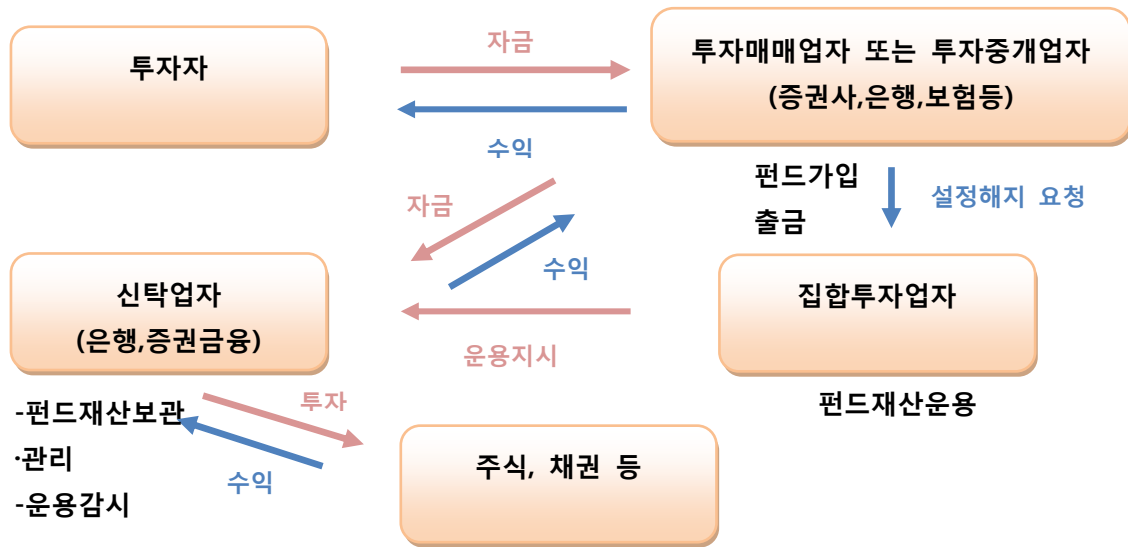 투자자
자금
투자매매업자 또는 투자중개업자
(증권사,은행,보험등)
수익
펀드가입
출금
설정해지 요청
자금
수익
신탁업자
(은행,증권금융)
집합투자업자
운용지시
펀드재산운용
-펀드재산보관
·관리
-운용감시
투자
수익
주식, 채권 등